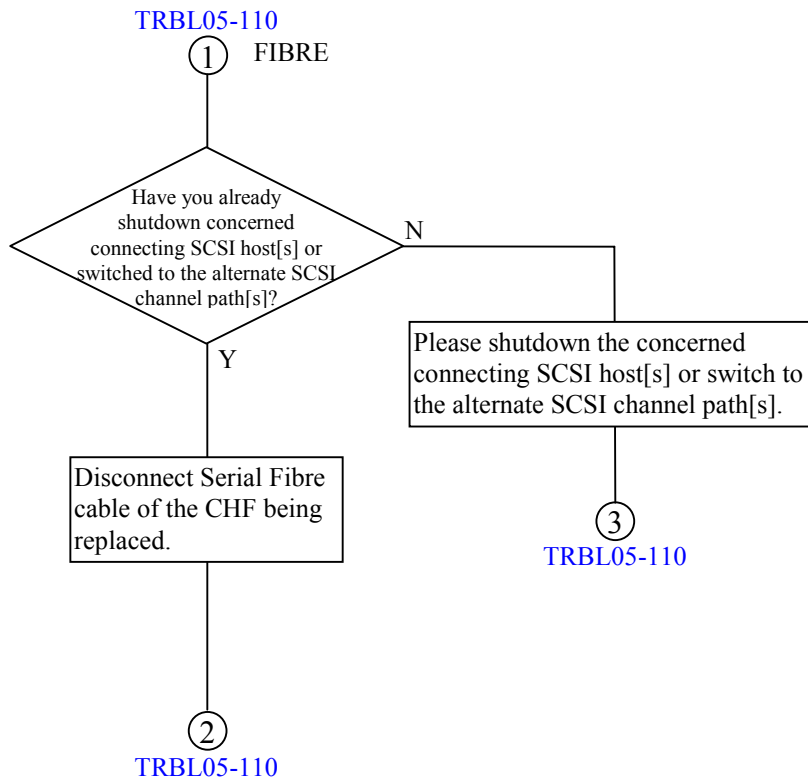 TRBL05-110
1 FIBRE
Have you already
shutdown concerned
connecting SCSI host[s] or
switched to the alternate SCSI
channel path[s]?
N
Y
Please shutdown the concerned
connecting SCSI host[s] or switch to
the alternate SCSI channel path[s].
Disconnect Serial Fibre
cable of the CHF being
replaced.
3
TRBL05-110
2
TRBL05-110